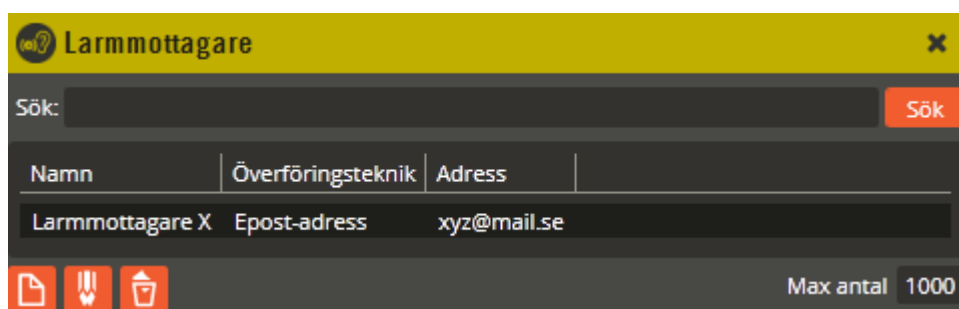 Larmmottagare
Sök: Sök
Namn Överföringsteknik Adress
Larmmottagare X Epost-adress xyz@mail.se
Max antal 1000